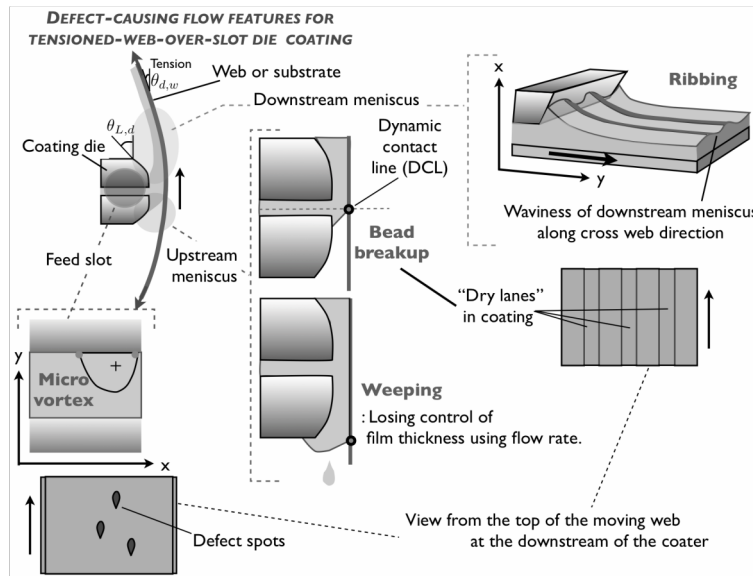 DEFECT-CAUSING FLOW FEATURES FOR
TENSIONED-WEB-OVER-SLOT DIE COATING
Tension
θd,w
Web or substrate
θL,d
Downstream meniscus
Coating die
Dynamic
contact
line (DCL)
x
Ribbing
y
Waviness of downstream meniscus
along cross web direction
Feed slot
Upstream
meniscus
Bead
breakup
"Dry lanes"
in coating
y
Micro
vortex
+
x
Weeping
: Losing control of
film thickness using flow rate.
Defect spots
View from the top of the moving web
at the downstream of the coater